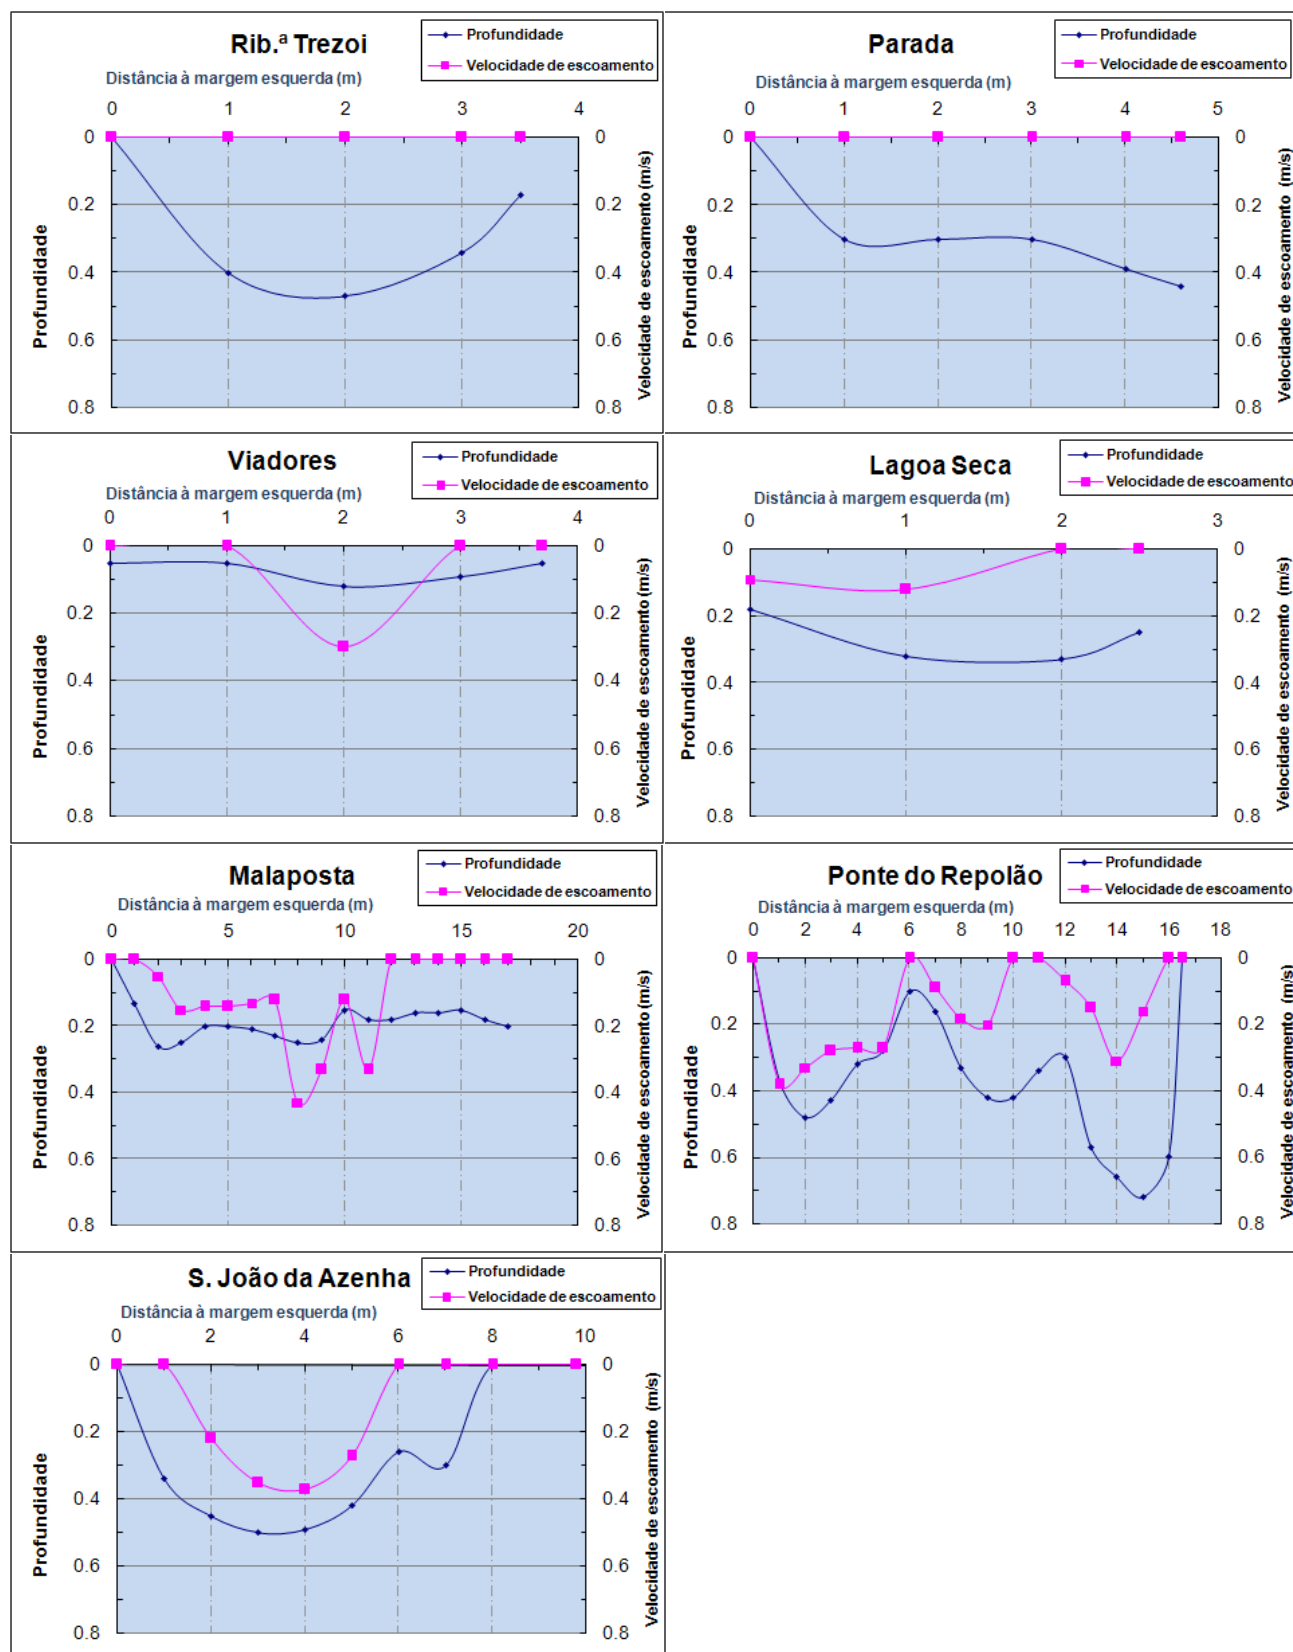 Rib.ª Trezoi
Profundidade
Velocidade de escoamento
Distância à margem esquerda (m)
0 1 2 3 4
0 0
0.2 0.2
0.4 0.4
0.6 0.6
0.8 0.8
Profundidade
Velocidade de escoamento (m/s)
Parada
Profundidade
Velocidade de escoamento
Distância à margem esquerda (m)
0 1 2 3 4 5
0 0
0.2 0.2
0.4 0.4
0.6 0.6
0.8 0.8
Profundidade
Velocidade de escoamento (m/s)
Viadores
Profundidade
Velocidade de escoamento
Distância à margem esquerda (m)
0 1 2 3 4
0 0
0.2 0.2
0.4 0.4
0.6 0.6
0.8 0.8
Profundidade
Velocidade de escoamento (m/s)
Lagoa Seca
Profundidade
Velocidade de escoamento
Distância à margem esquerda (m)
0 1 2 3
0 0
0.2 0.2
0.4 0.4
0.6 0.6
0.8 0.8
Profundidade
Velocidade de escoamento (m/s)
Malaposta
Profundidade
Velocidade de escoamento
Distância à margem esquerda (m)
0 5 10 15 20
0 0
0.2 0.2
0.4 0.4
0.6 0.6
0.8 0.8
Profundidade
Velocidade de escoamento (m/s)
Ponte do Repolão
Profundidade
Velocidade de escoamento
Distância à margem esquerda (m)
0 2 4 6 8 10 12 14 16 18
0 0
0.2 0.2
0.4 0.4
0.6 0.6
0.8 0.8
Profundidade
Velocidade de escoamento (m/s)
S. João da Azenha
Profundidade
Velocidade de escoamento
Distância à margem esquerda (m)
0 2 4 6 8 10
0 0
0.2 0.2
0.4 0.4
0.6 0.6
0.8 0.8
Profundidade
Velocidade de escoamento (m/s)